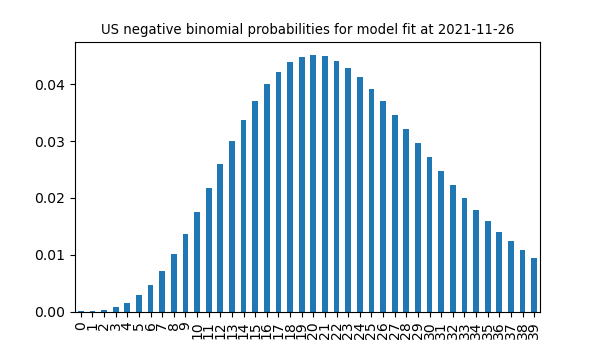 US negative binomial probabilities for model fit at 2021-11-26
0.04
0.03
0.02
0.01
0.00
0 1 2 3 4 5 6 7 8 9 10 11 12 13 14 15 16 17 18 19 20 21 22 23 24 25 26 27 28 29 30 31 32 33 34 35 36 37 38 39